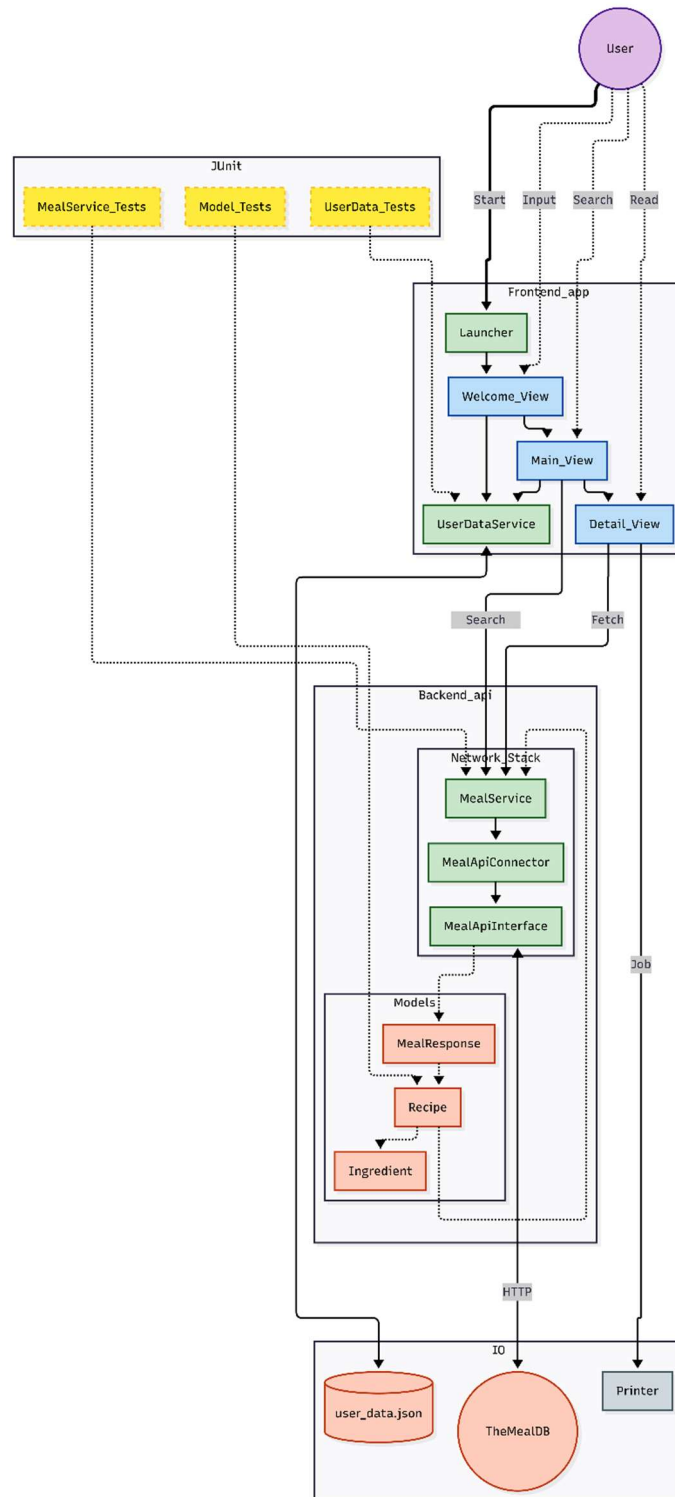 User
JUnit
MealService_Tests
Model_Tests
UserData_Tests
Start
Input
Search
Read
Frontend_app
Launcher
Welcome_View
Main_View
UserDataService
Detail_View
Search
Fetch
Backend_api
Network_Stack
MealService
MealApiConnector
MealApiInterface
Job
Models
MealResponse
Recipe
Ingredient
HTTP
IO
user_data.json
TheMealDB
Printer